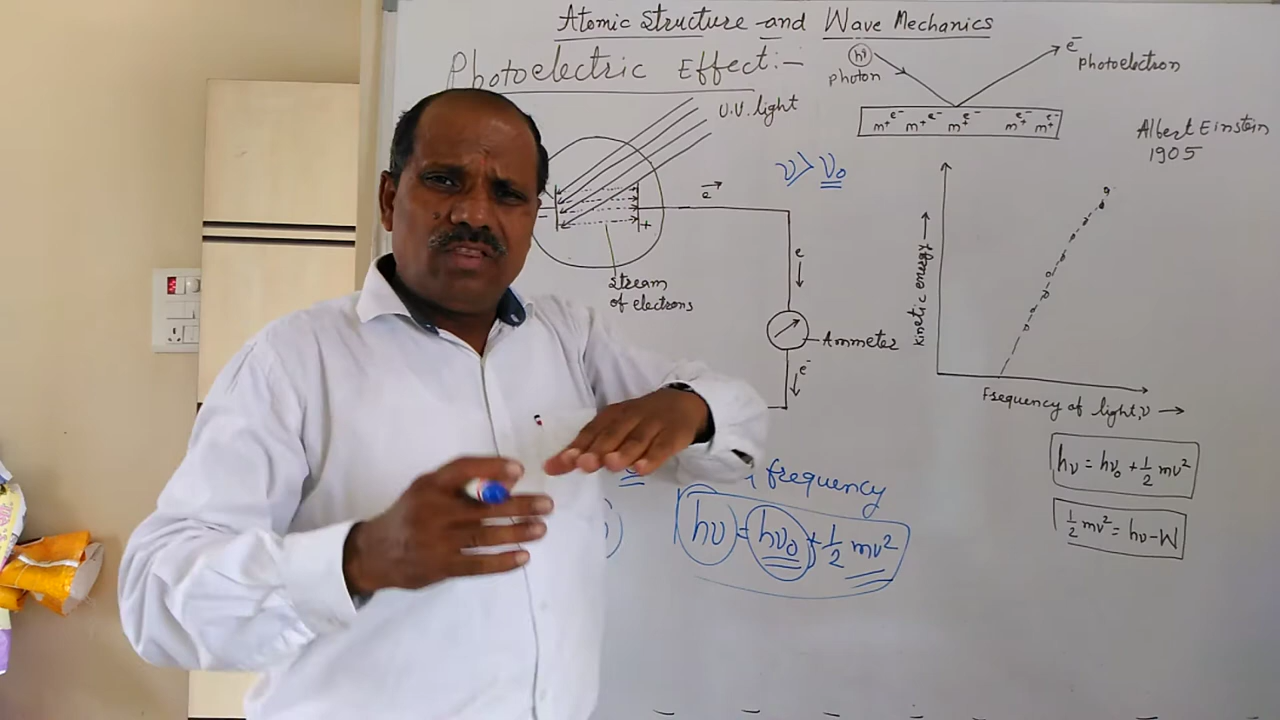 Atomic Structure and Wave Mechanics
Photoelectric Effect:-
U.V. light
hν
photon
e⁻
photoelectron
e⁻ e⁻ e⁻ e⁻ e⁻
m⁺ m⁺ m⁺ m⁺ m⁺
Albert Einstein
1905
ν > ν₀
e⁻
- +
Stream
of electrons
e
Ammeter
e⁻
Kinetic energy
Frequency of light, ν
hν = hν₀ + 1/2 mv²
1/2 mv² = hν-W
frequency
hν = hν₀ + 1/2 mv²